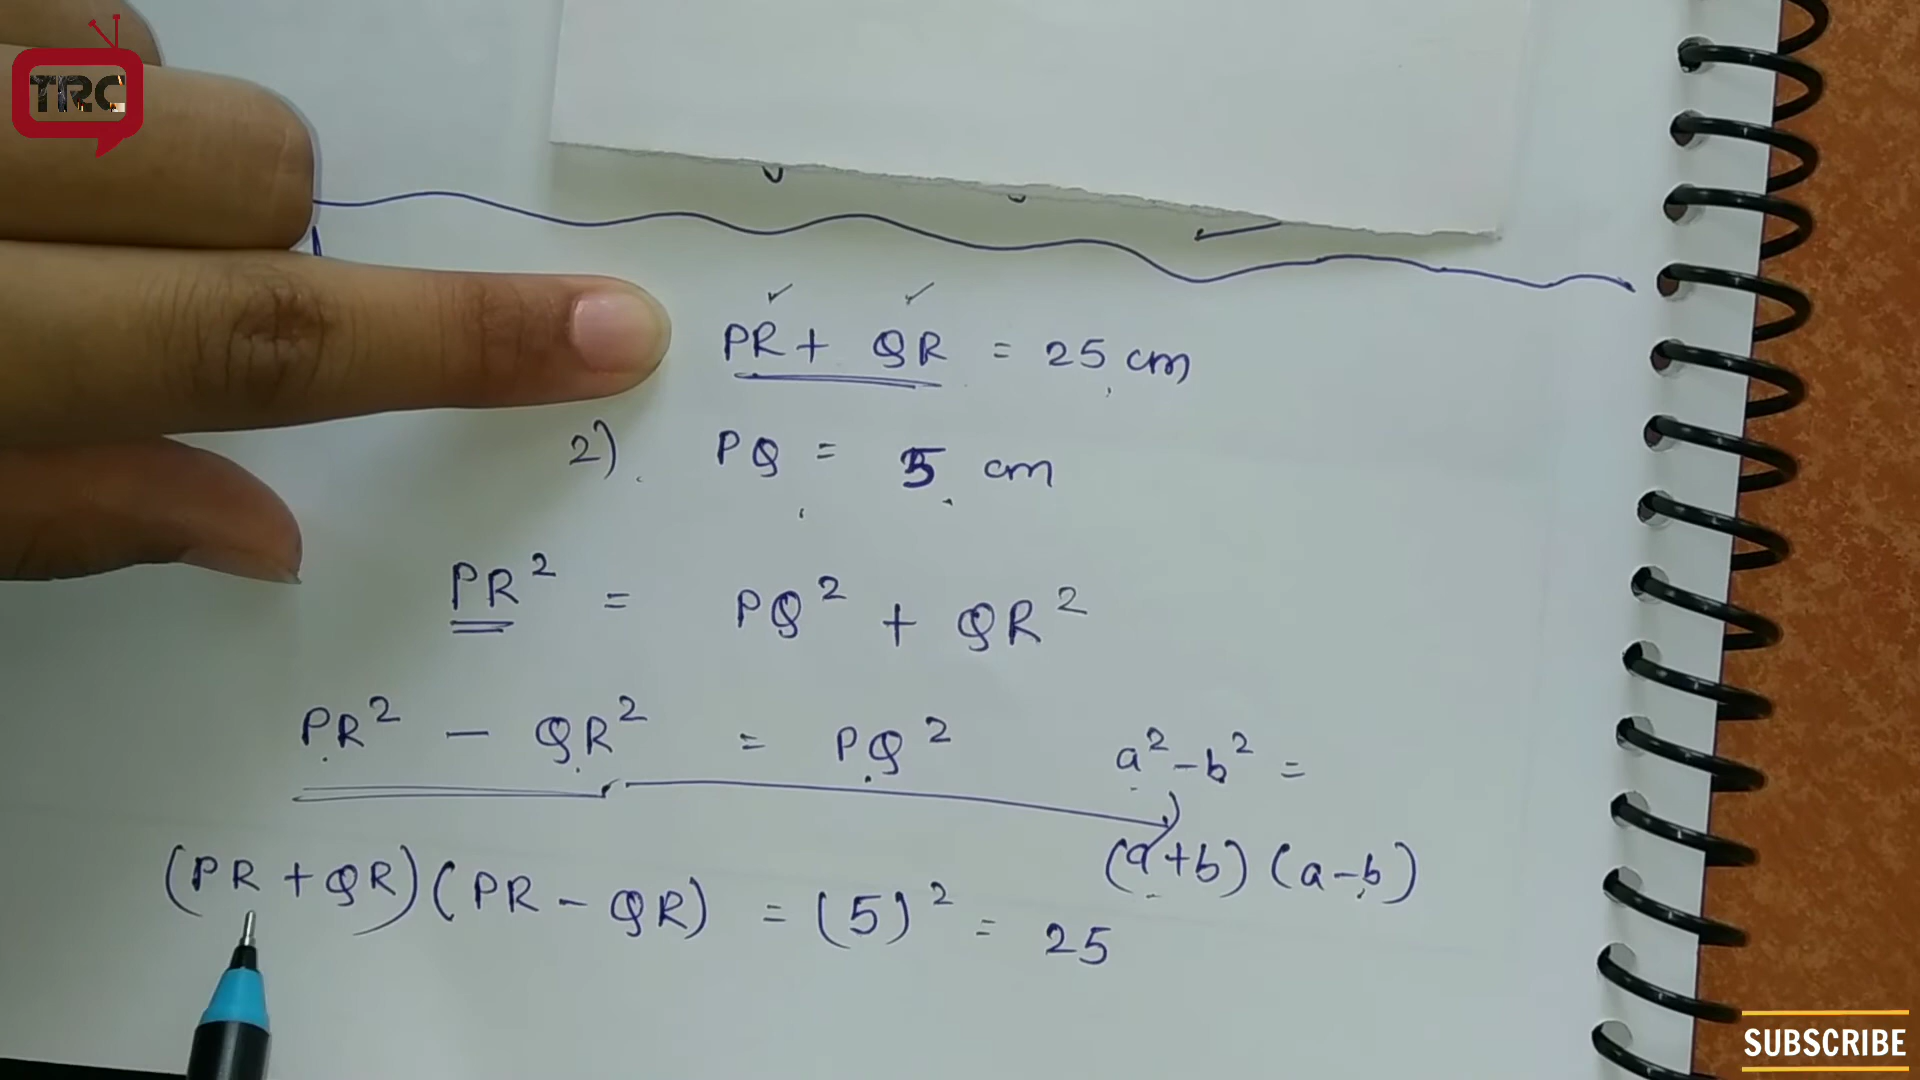 TRC
PR + QR = 25 cm
2) PQ = 5 cm
PR² = PQ² + QR²
PR² - QR² = PQ²
a² - b² =
(a+b) (a-b)
(PR + QR) (PR - QR) = (5)² = 25
SUBSCRIBE